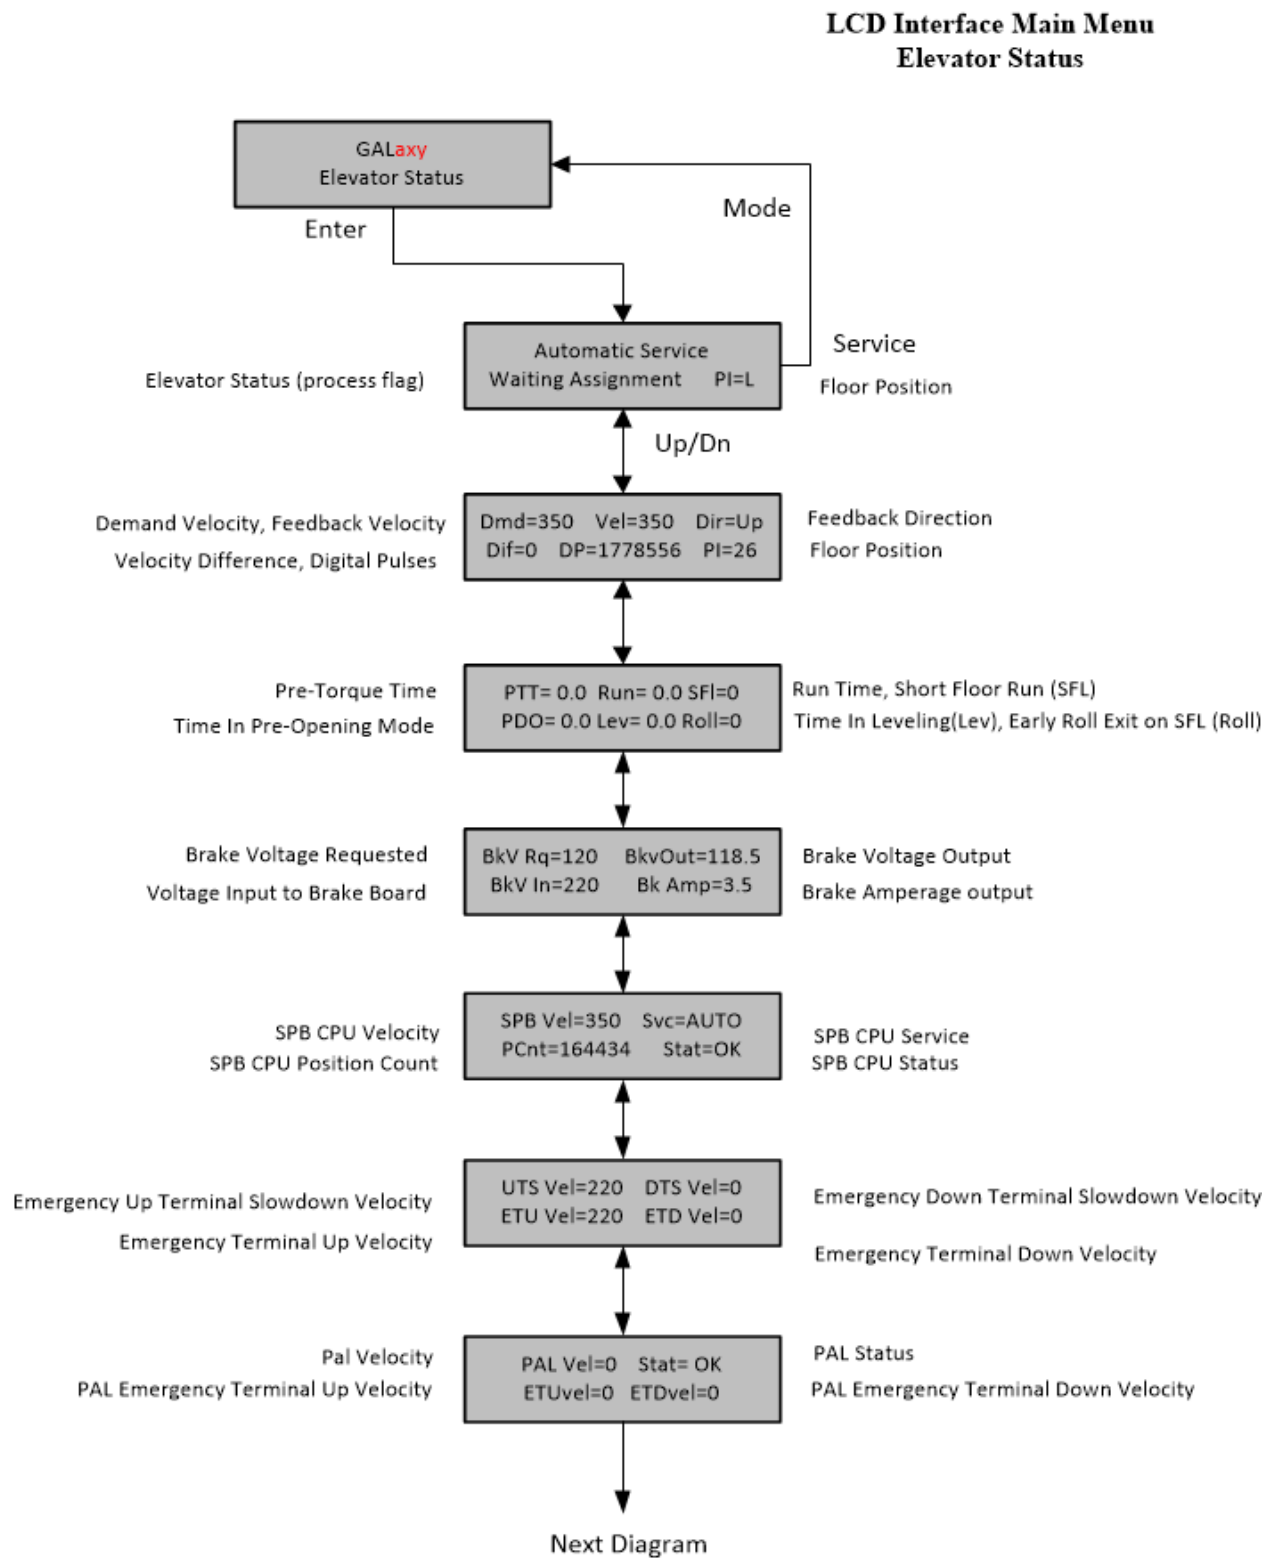 LCD Interface Main Menu
Elevator Status
GALaxy
Elevator Status
Enter
Mode
Automatic Service
Waiting Assignment PI=L
Elevator Status (process flag)
Service
Floor Position
Up/Dn
Demand Velocity, Feedback Velocity
Velocity Difference, Digital Pulses
Dmd=350 Vel=350 Dir=Up
Dif=0 DP=1778556 PI=26
Feedback Direction
Floor Position
Pre-Torque Time
Time In Pre-Opening Mode
PTT= 0.0 Run= 0.0 SFl=0
PDO= 0.0 Lev= 0.0 Roll=0
Run Time, Short Floor Run (SFL)
Time In Leveling(Lev), Early Roll Exit on SFL (Roll)
Brake Voltage Requested
Voltage Input to Brake Board
BkV Rq=120 BkvOut=118.5
BkV In=220 Bk Amp=3.5
Brake Voltage Output
Brake Amperage output
SPB CPU Velocity
SPB CPU Position Count
SPB Vel=350 Svc=AUTO
PCnt=164434 Stat=OK
SPB CPU Service
SPB CPU Status
Emergency Up Terminal Slowdown Velocity
Emergency Terminal Up Velocity
UTS Vel=220 DTS Vel=0
ETU Vel=220 ETD Vel=0
Emergency Down Terminal Slowdown Velocity
Emergency Terminal Down Velocity
Pal Velocity
PAL Emergency Terminal Up Velocity
PAL Vel=0 Stat= OK
ETUvel=0 ETDvel=0
PAL Status
PAL Emergency Terminal Down Velocity
Next Diagram